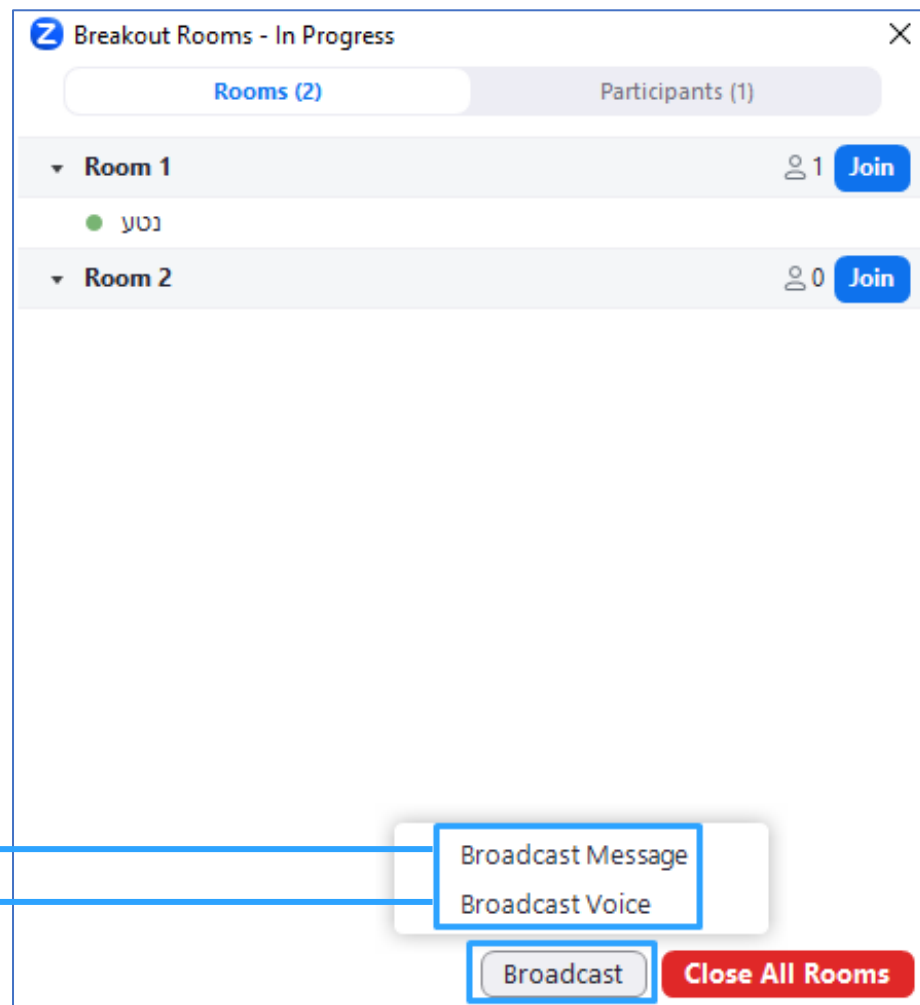 Z Breakout Rooms - In Progress
Rooms (2) Participants (1)
Room 1 1 Join
נטע
Room 2 0 Join
Broadcast Message
Broadcast Voice
Broadcast Close All Rooms